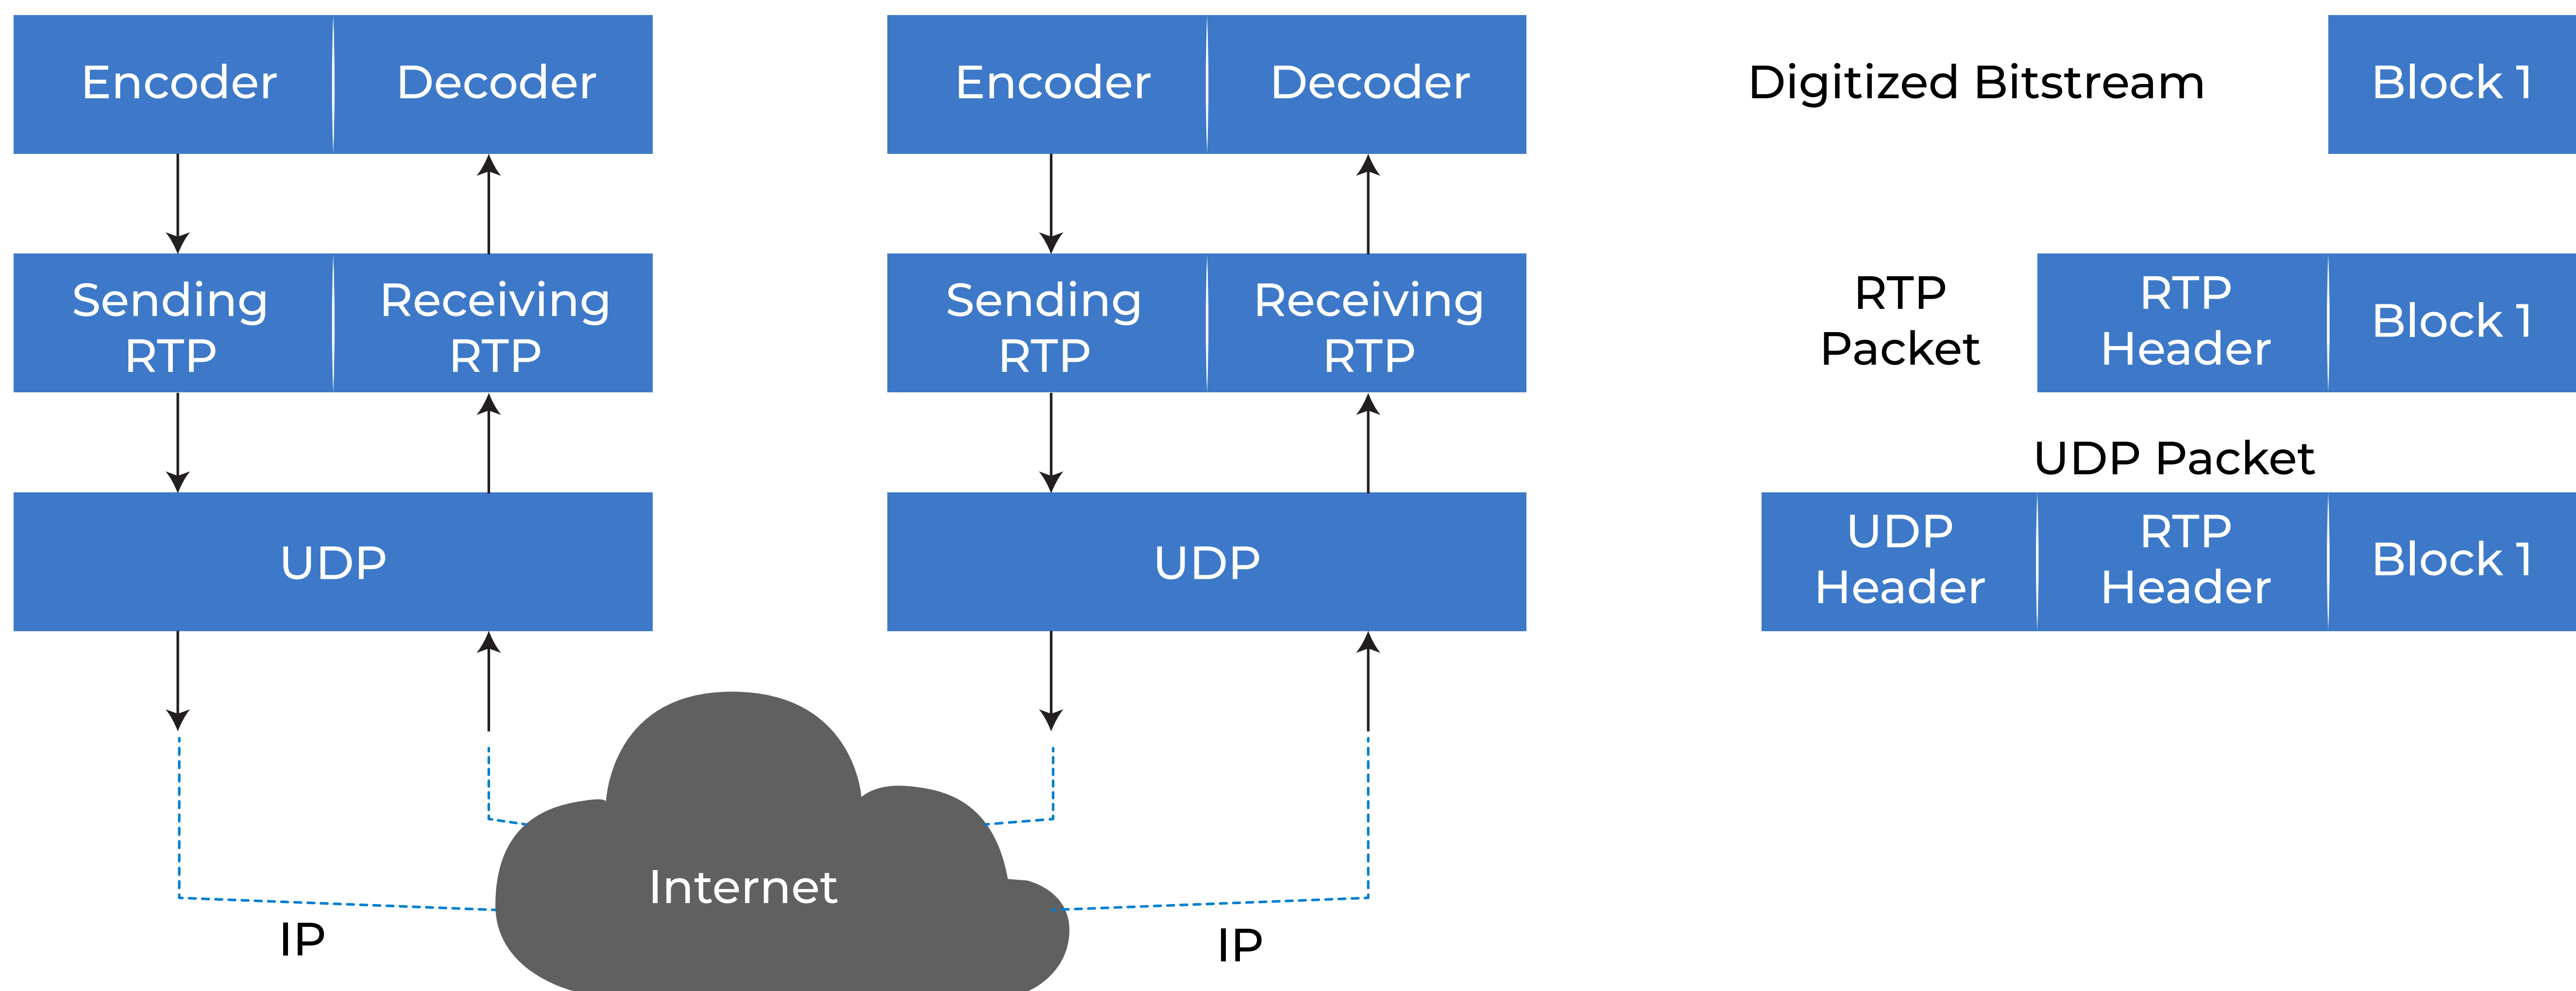 Encoder
Decoder
Encoder
Decoder
Digitized Bitstream
Block 1
Sending
RTP
Receiving
RTP
Sending
RTP
Receiving
RTP
RTP
Packet
RTP
Header
Block 1
UDP Packet
UDP
UDP
UDP
Header
RTP
Header
Block 1
Internet
IP
IP